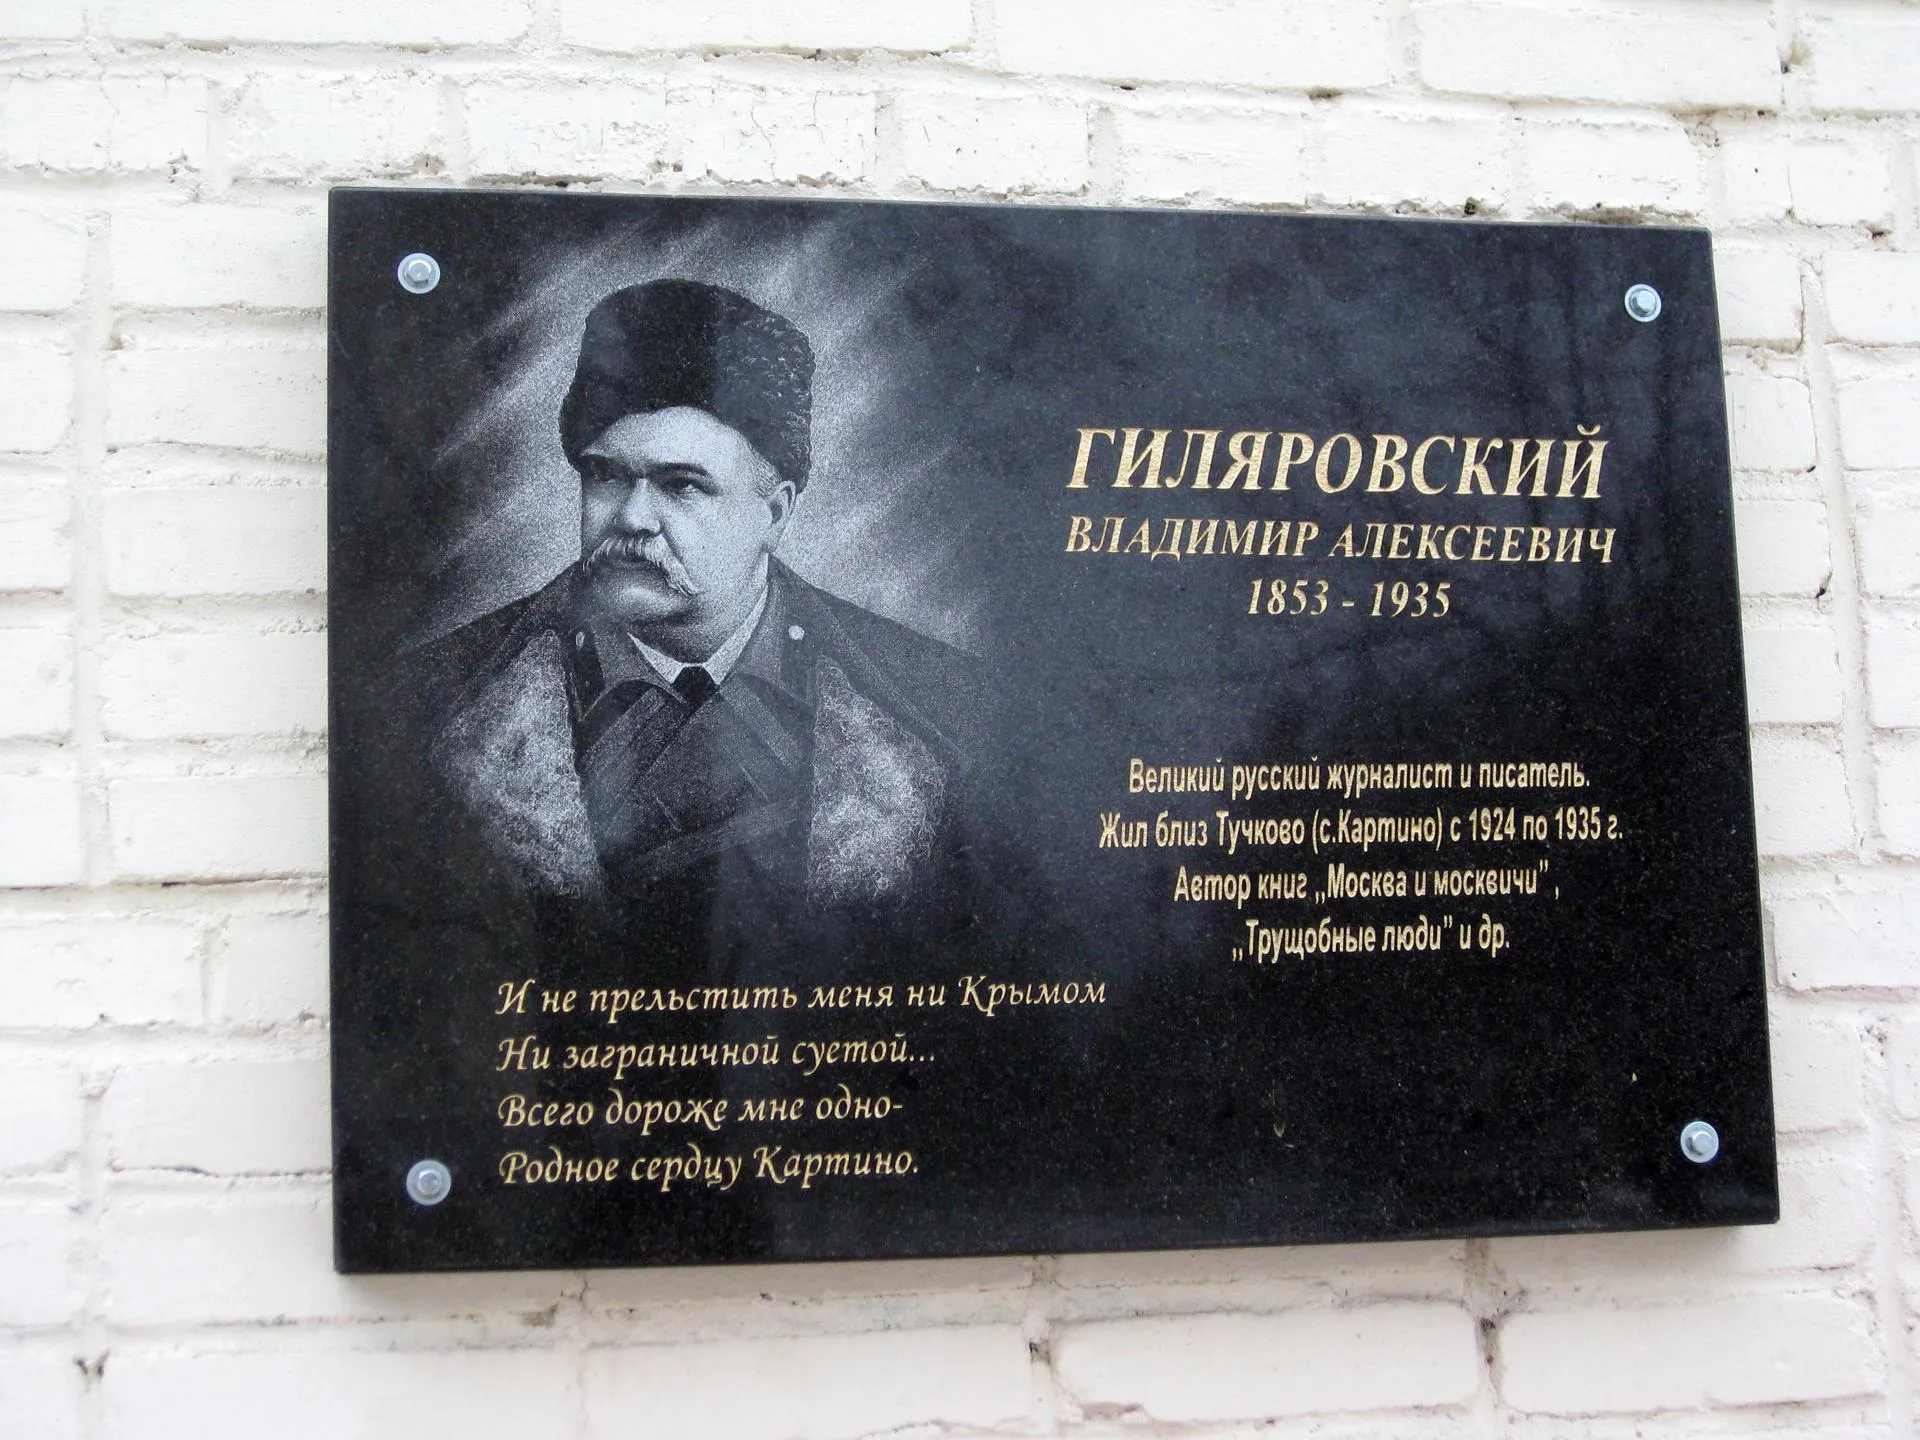 ГИЛЯРОВСКИЙ
ВЛАДИМИР АЛЕКСЕЕВИЧ
1853 - 1935
Великий русский журналист и писатель.
Жил близ Тучково (с.Картино) с 1924 по 1935 г.
Автор книг ,,Москва и москвичи" ,
,,Трущобные люди" и др.
И не прельстить меня ни Крымом
Ни заграничной суетой...
Всего дороже мне одно-
Родное сердцу Картино.